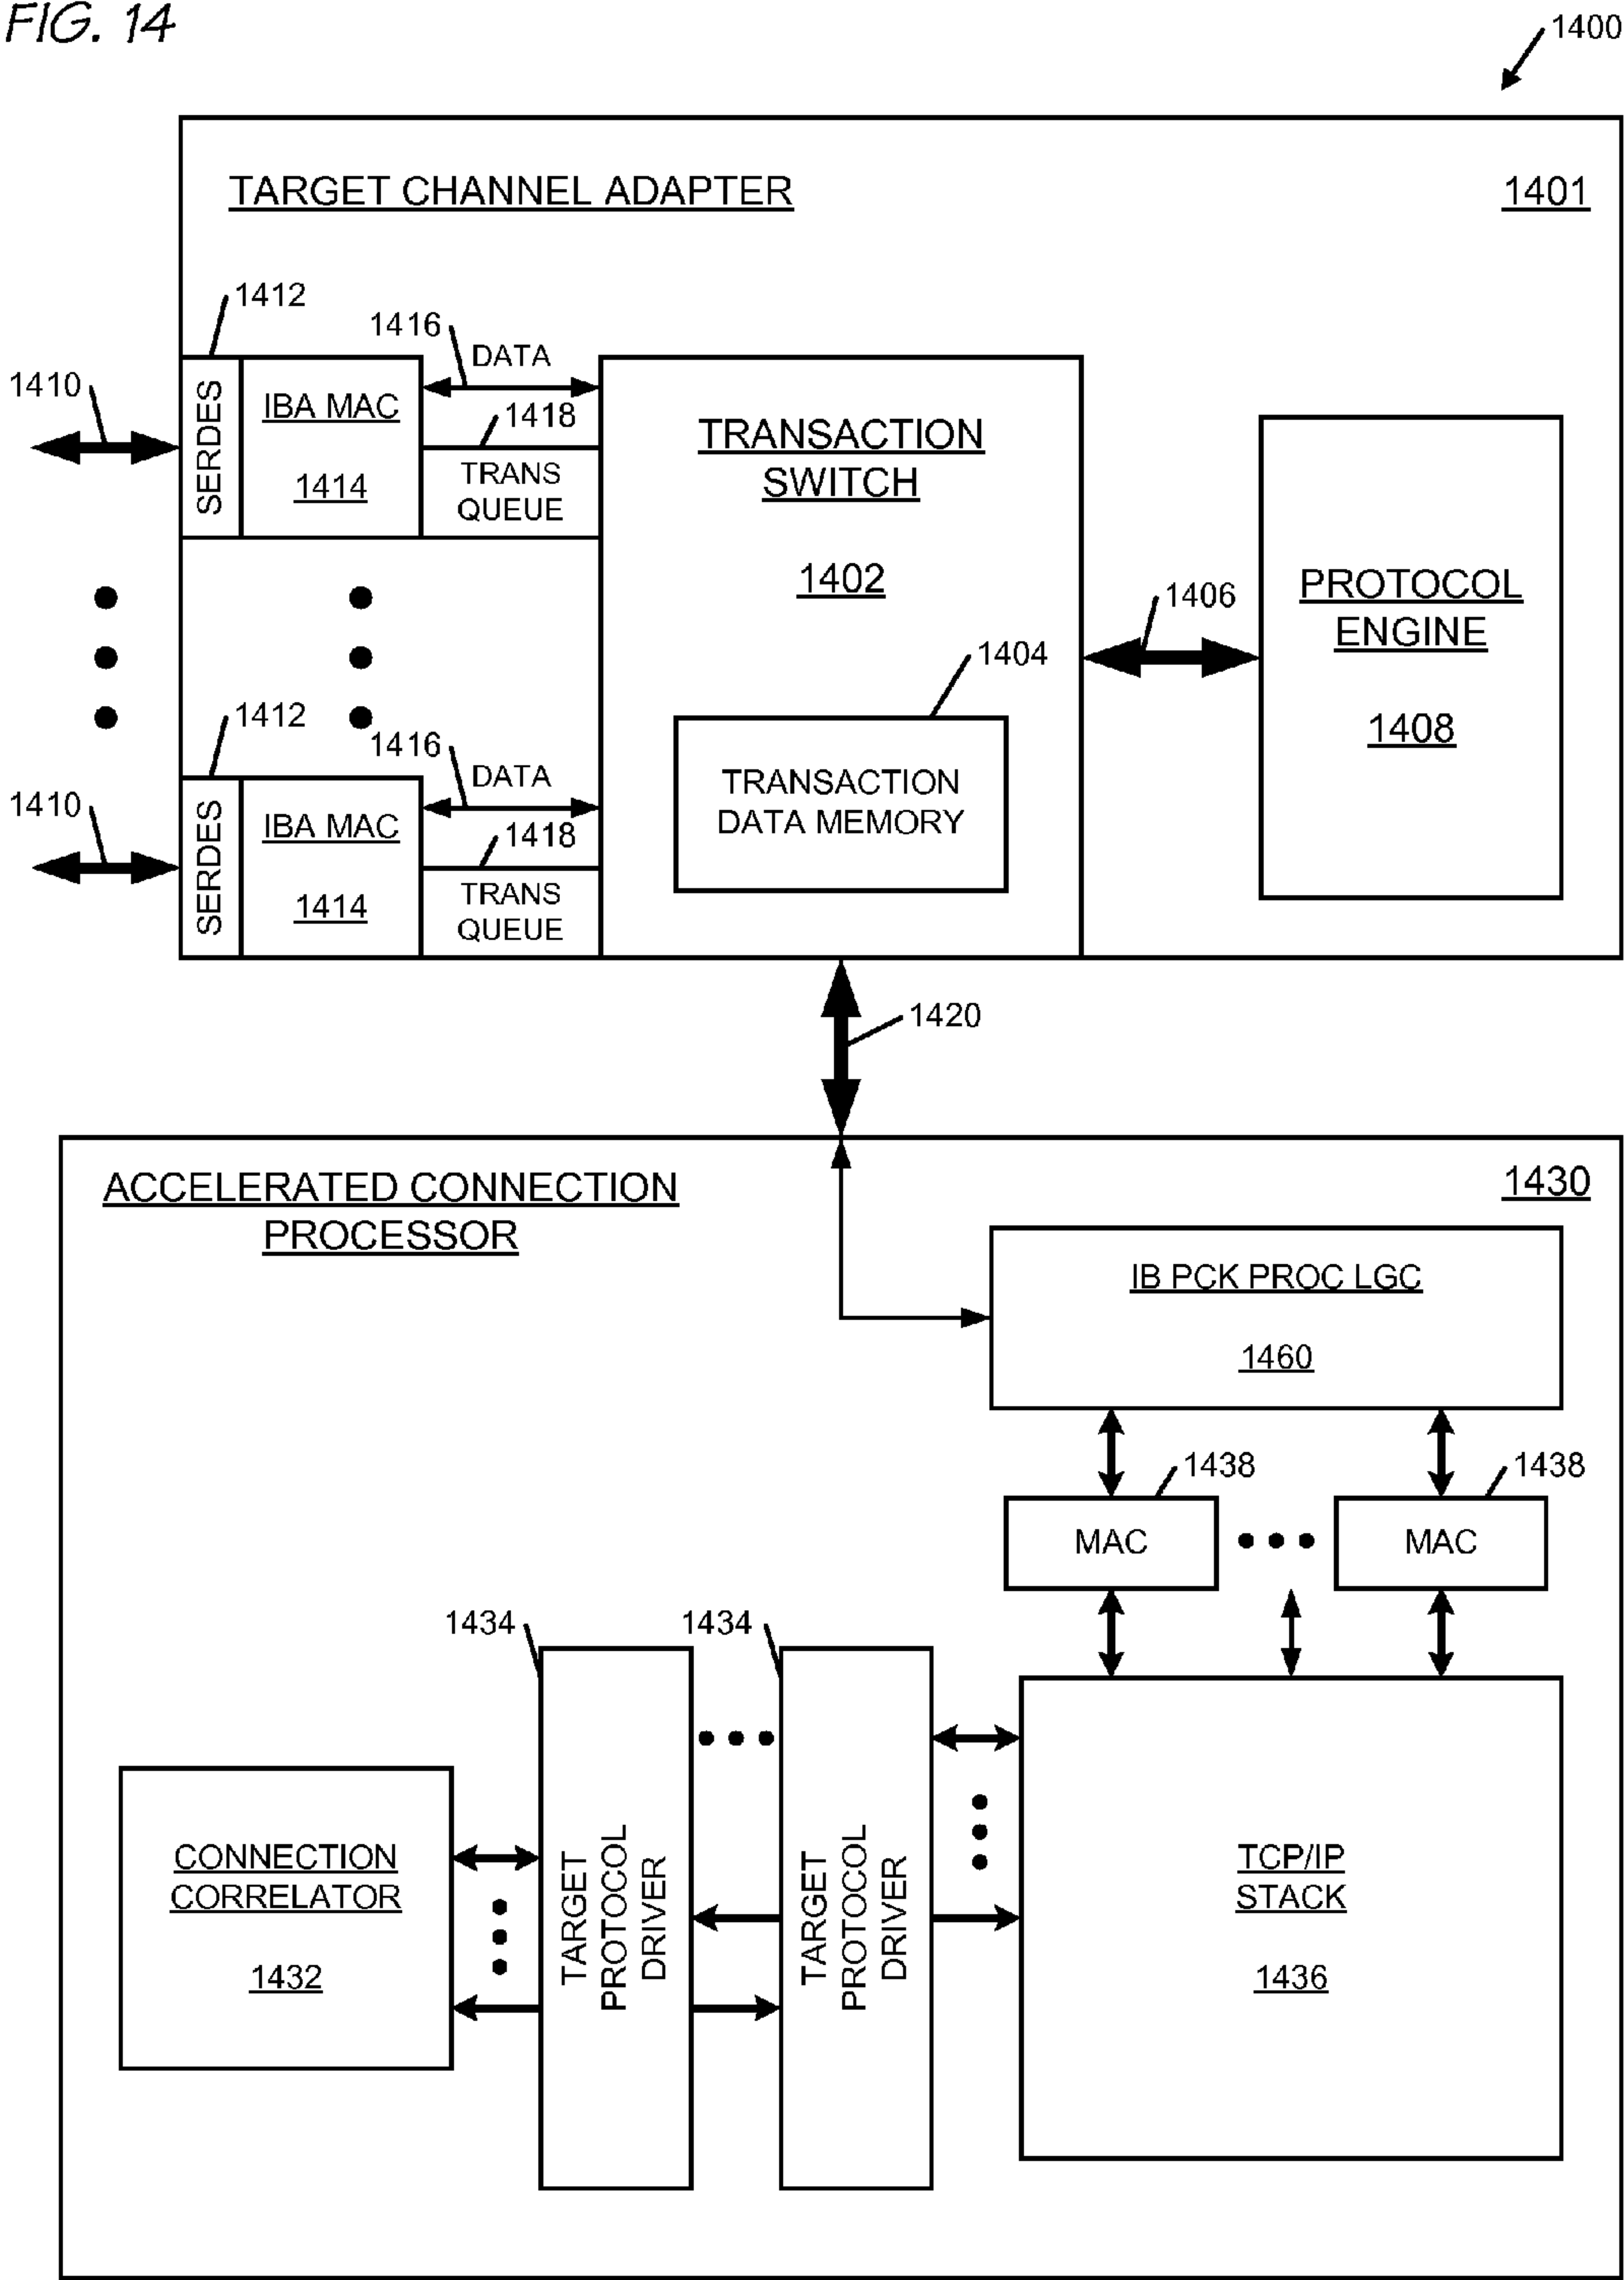 FIG. 14
1400
TARGET CHANNEL ADAPTER
1401
1412
1416
DATA
1410
SERDES
IBA MAC
1414
1418
TRANS
QUEUE
TRANSACTION
SWITCH
1402
1406
PROTOCOL
ENGINE
1408
1404
TRANSACTION
DATA MEMORY
1412
1416
DATA
1410
SERDES
IBA MAC
1414
1418
TRANS
QUEUE
1420
ACCELERATED CONNECTION
PROCESSOR
1430
IB PCK PROC LGC
1460
1438
1438
MAC
MAC
1434
1434
CONNECTION
CORRELATOR
1432
TARGET
PROTOCOL
DRIVER
TARGET
PROTOCOL
DRIVER
TCP/IP
STACK
1436